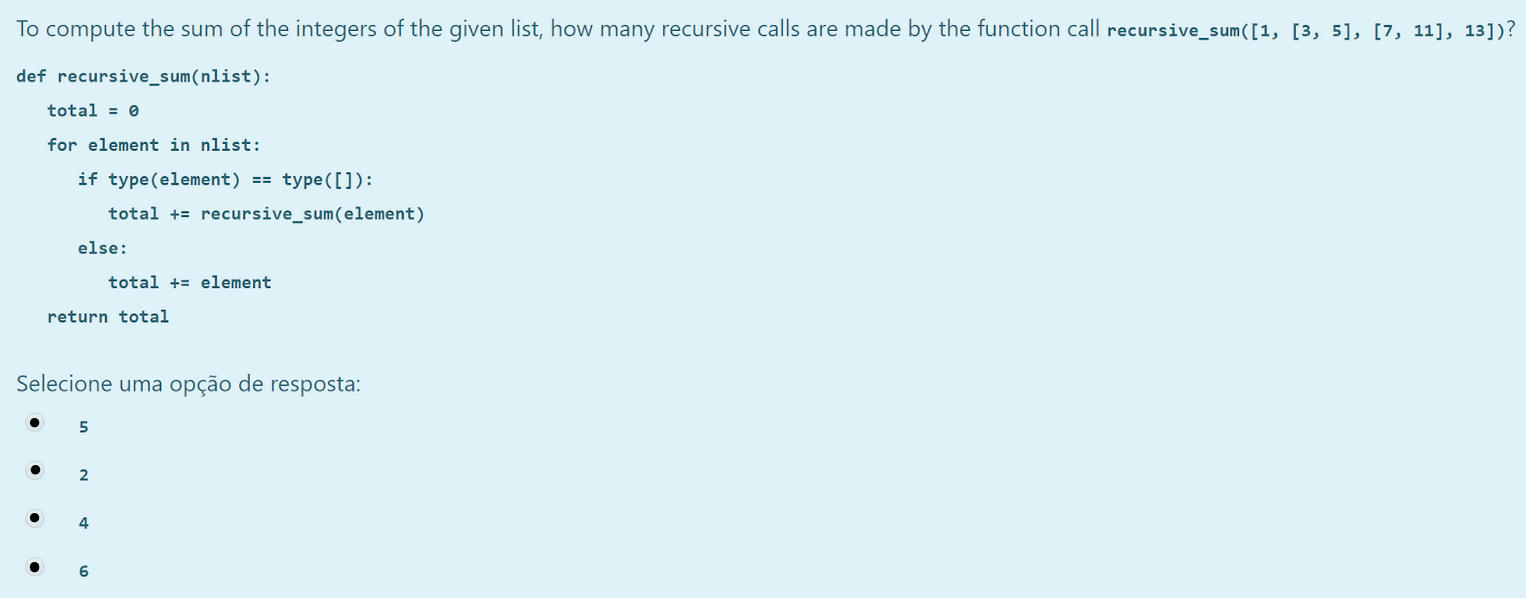 To compute the sum of the integers of the given list, how many recursive calls are made by the function call recursive_sum([1, [3, 5], [7, 11], 13])?
def recursive_sum(nlist):
   total = 0
   for element in nlist:
      if type(element) == type([]):
         total += recursive_sum(element)
      else:
         total += element
   return total
Selecione uma opção de resposta:
5
2
4
6